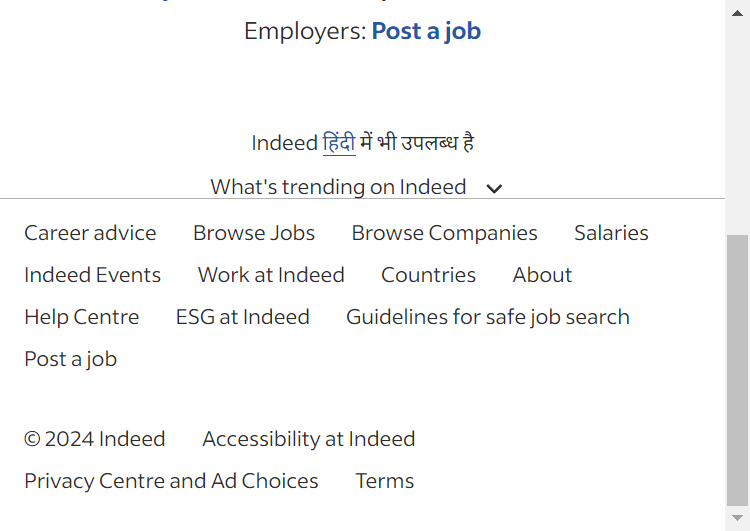 Employers: Post a job
Indeed हिंदी में भी उपलब्ध है
What's trending on Indeed
Career advice Browse Jobs Browse Companies Salaries
Indeed Events Work at Indeed Countries About
Help Centre ESG at Indeed Guidelines for safe job search
Post a job
© 2024 Indeed Accessibility at Indeed
Privacy Centre and Ad Choices Terms